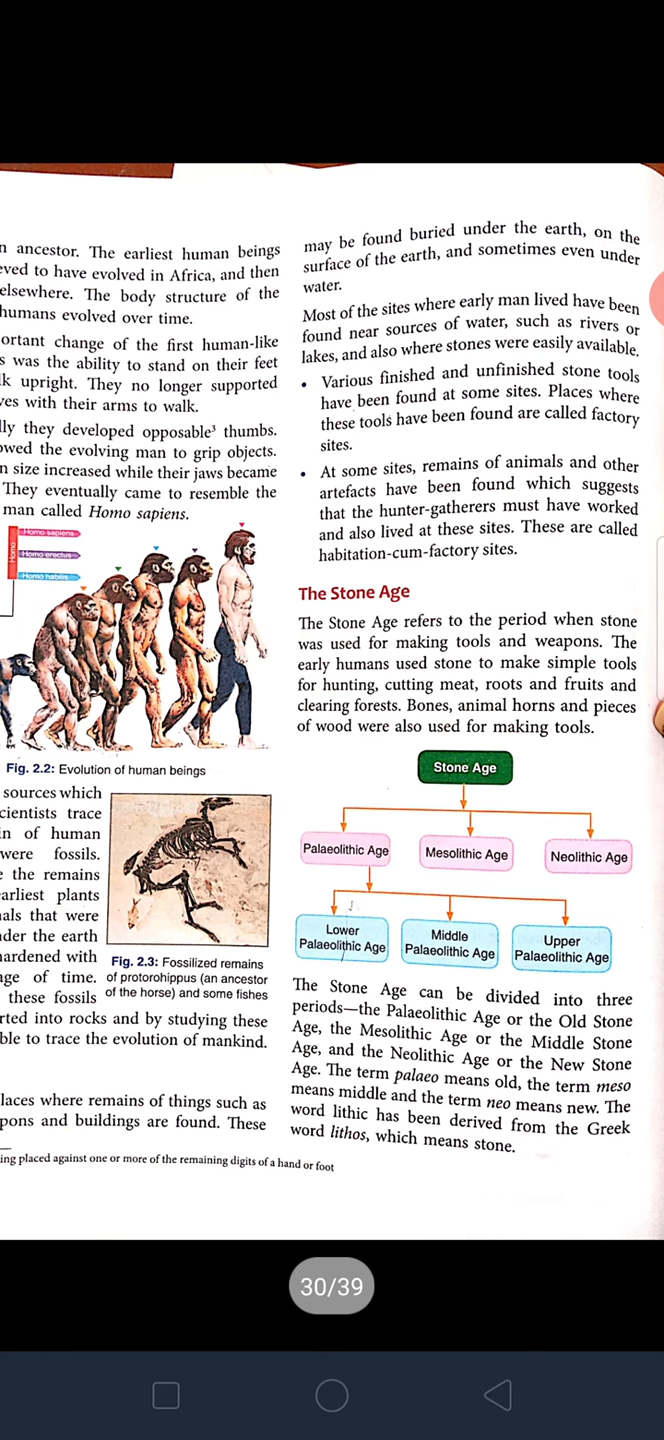 n ancestor. The earliest human beings
eved to have evolved in Africa, and then
elsewhere. The body structure of the
humans evolved over time.
ortant change of the first human-like
s was the ability to stand on their feet
lk upright. They no longer supported
ves with their arms to walk.
lly they developed opposable³ thumbs.
owed the evolving man to grip objects.
n size increased while their jaws became
They eventually came to resemble the
man called Homo sapiens.
Homo
Homo sapiens
Homo erectus
Homo habilis
Fig. 2.2: Evolution of human beings
sources which
cientists trace
in of human
were fossils.
e the remains
earliest plants
als that were
nder the earth
hardened with
age of time.
these fossils
rted into rocks and by studying these
ble to trace the evolution of mankind.
Fig. 2.3: Fossilized remains
of protorohippus (an ancestor
of the horse) and some fishes
laces where remains of things such as
pons and buildings are found. These
may be found buried under the earth, on the
surface of the earth, and sometimes even under
water.
Most of the sites where early man lived have been
found near sources of water, such as rivers or
lakes, and also where stones were easily available.
• Various finished and unfinished stone tools
have been found at some sites. Places where
these tools have been found are called factory
sites.
• At some sites, remains of animals and other
artefacts have been found which suggests
that the hunter-gatherers must have worked
and also lived at these sites. These are called
habitation-cum-factory sites.
The Stone Age
The Stone Age refers to the period when stone
was used for making tools and weapons. The
early humans used stone to make simple tools
for hunting, cutting meat, roots and fruits and
clearing forests. Bones, animal horns and pieces
of wood were also used for making tools.
Stone Age
Palaeolithic Age
Mesolithic Age
Neolithic Age
Lower
Palaeolithic Age
Middle
Palaeolithic Age
Upper
Palaeolithic Age
The Stone Age can be divided into three
periods—the Palaeolithic Age or the Old Stone
Age, the Mesolithic Age or the Middle Stone
Age, and the Neolithic Age or the New Stone
Age. The term palaeo means old, the term meso
means middle and the term neo means new. The
word lithic has been derived from the Greek
word lithos, which means stone.
ing placed against one or more of the remaining digits of a hand or foot
30/39